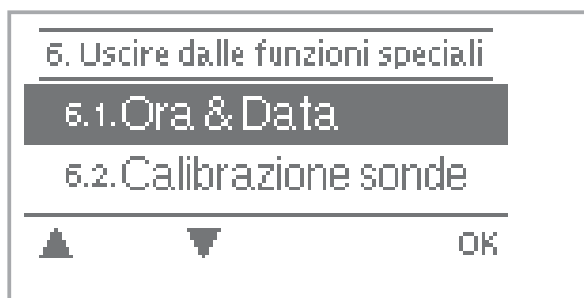 6. Uscire dalle funzioni speciali
6.1.Ora & Data
6.2.Calibrazione sonde
OK